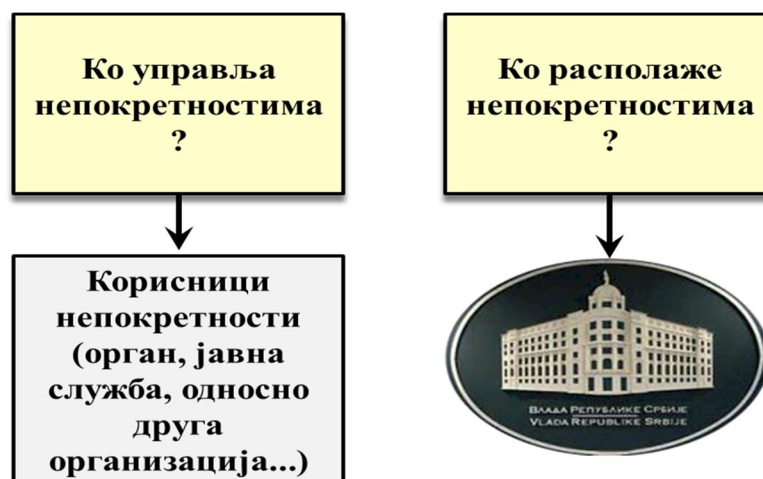 Ко управља
непокретностима
?
Ко располаже
непокретностима
?
Корисници
непокретности
(орган, јавна
служба, односно
друга
организација...)
ВЛАДА РЕПУБЛИКЕ СРБИЈЕ
VLADA REPUBLIKE SRBIJE